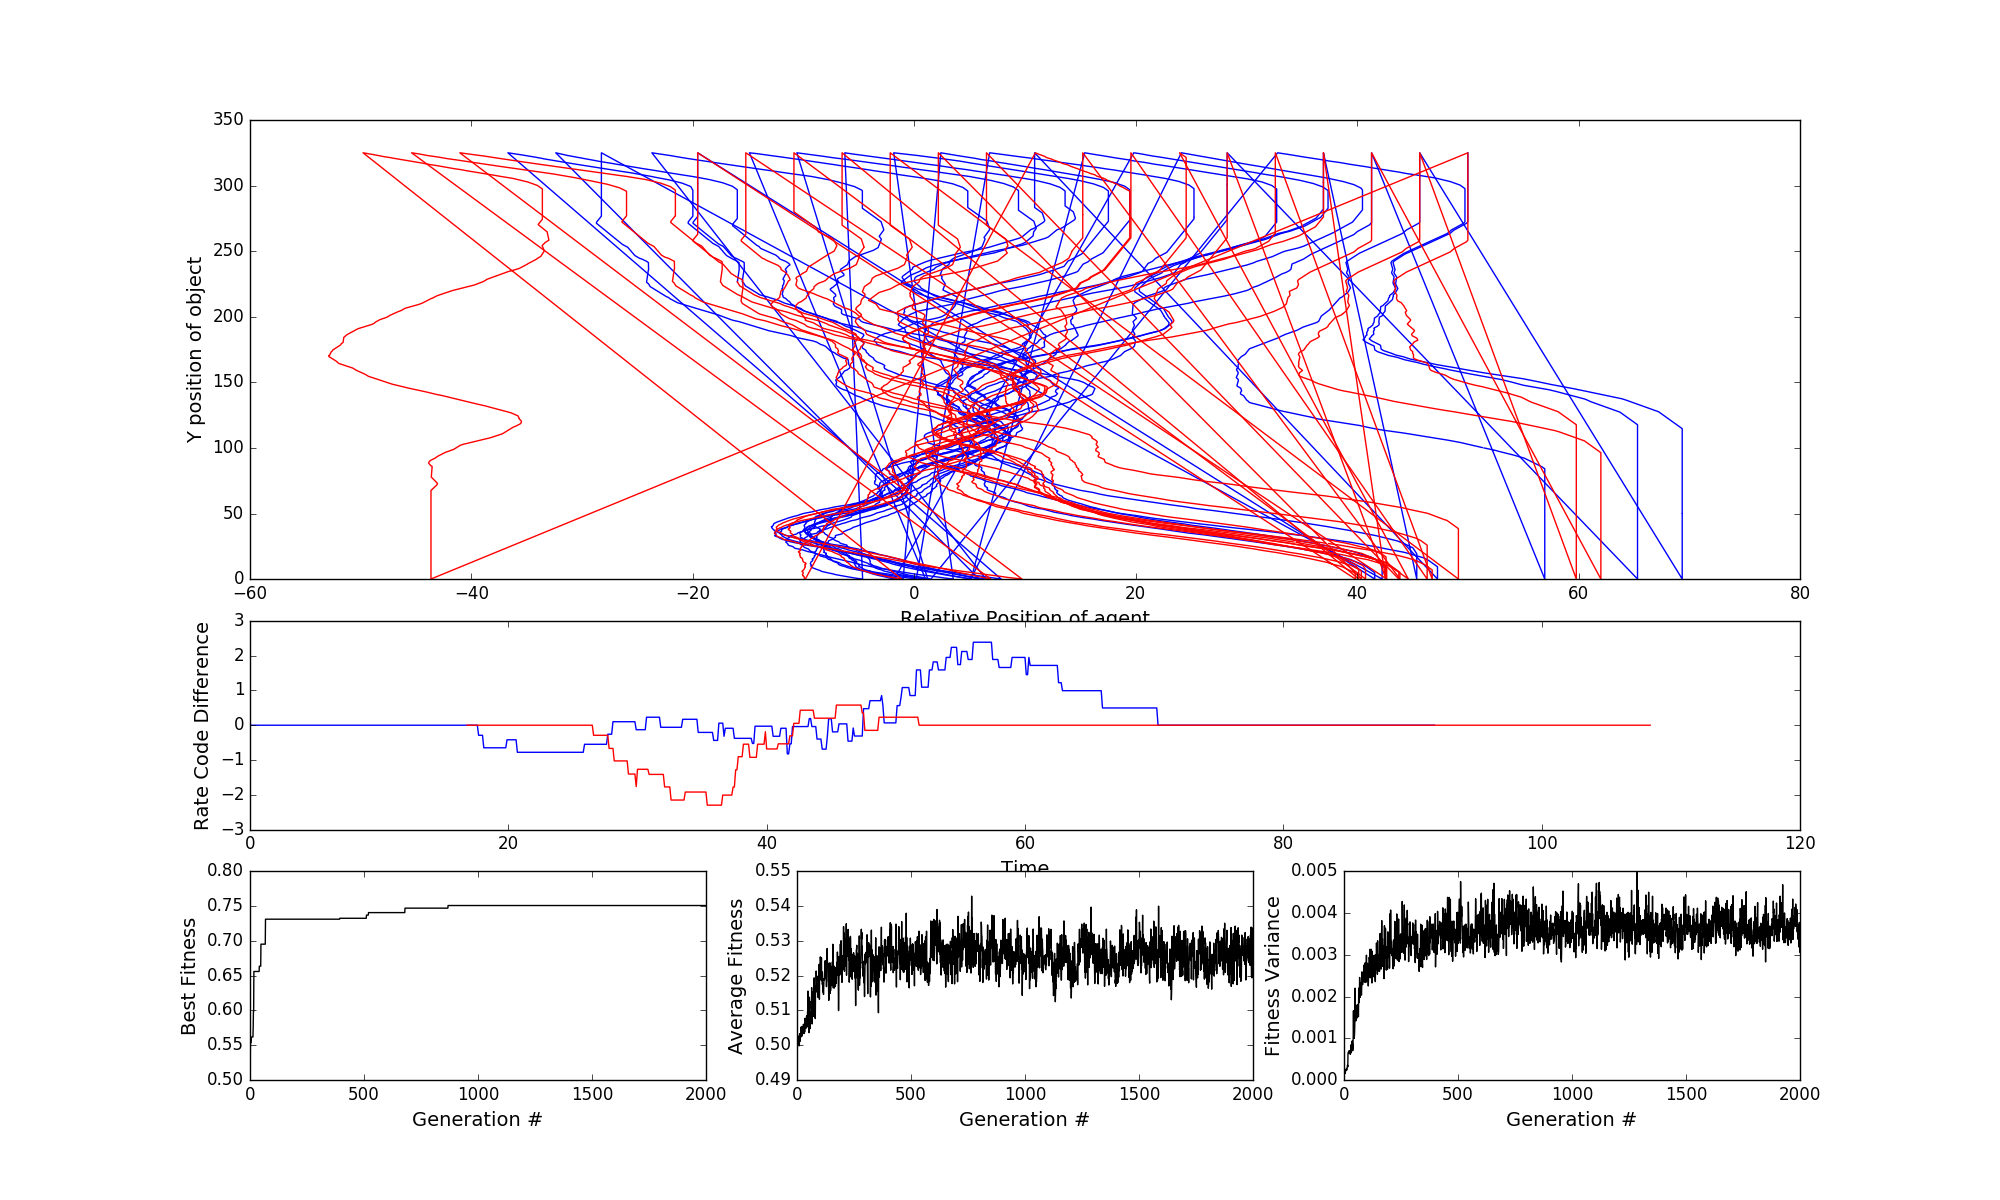 350
300
250
200
150
100
50
0
Y position of object
−60 −40 −20 0 20 40 60 80
Relative Position of agent
3
2
1
0
−1
−2
−3
Rate Code Difference
0 20 40 60 80 100 120
Time
0.80
0.75
0.70
0.65
0.60
0.55
0.50
Best Fitness
0 500 1000 1500 2000
Generation #
0.55
0.54
0.53
0.52
0.51
0.50
0.49
Average Fitness
0 500 1000 1500 2000
Generation #
0.005
0.004
0.003
0.002
0.001
0.000
Fitness Variance
0 500 1000 1500 2000
Generation #